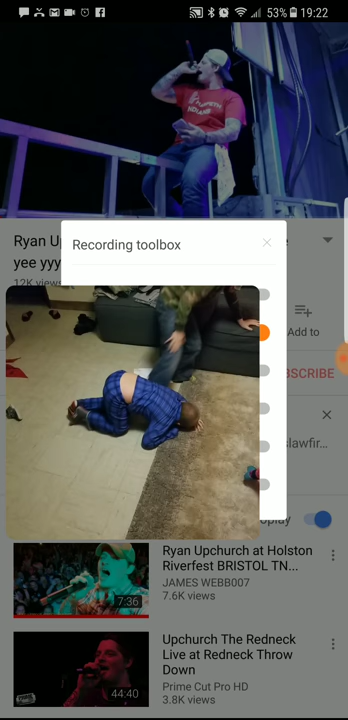 53% 19:22
Ryan Up
e
yee yyy
12K views
Recording toolbox
Add to
BSCRIBE
slawfir...
play
Ryan Upchurch at Holston
Riverfest BRISTOL TN...
JAMES WEBB007
7.6K views
7:36
Upchurch The Redneck
Live at Redneck Throw
Down
Prime Cut Pro HD
3.8K views
44:40